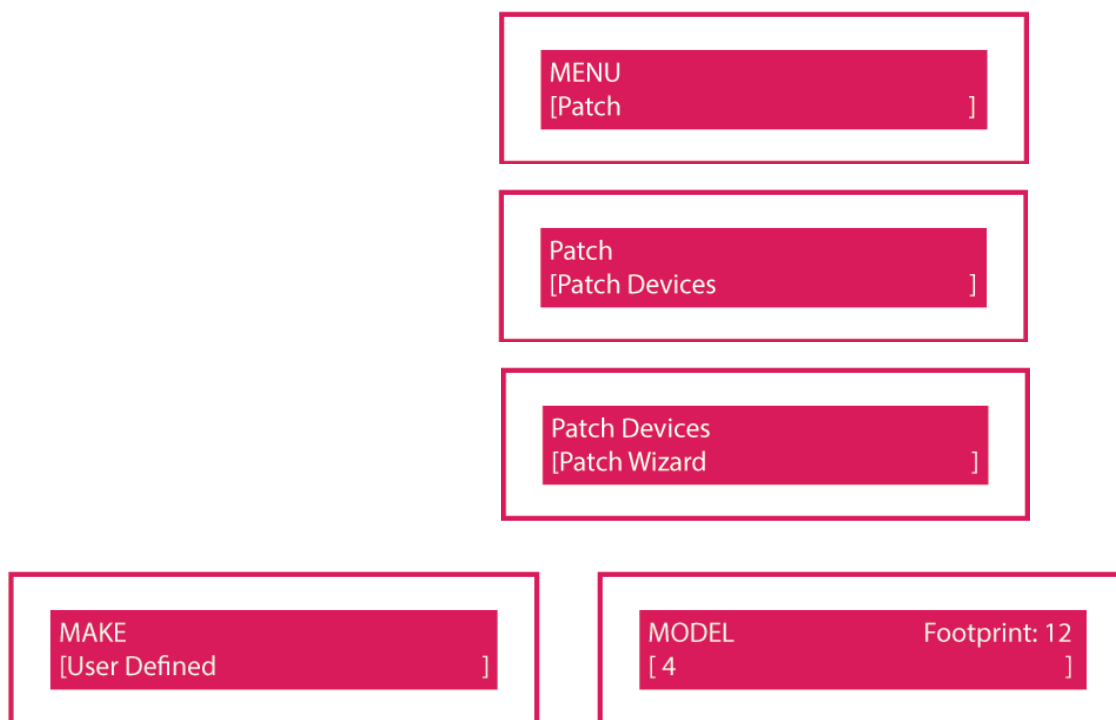 MENU
[Patch ]
Patch
[Patch Devices ]
Patch Devices
[Patch Wizard ]
MAKE
[User Defined ]
MODEL Footprint: 12
[ 4 ]